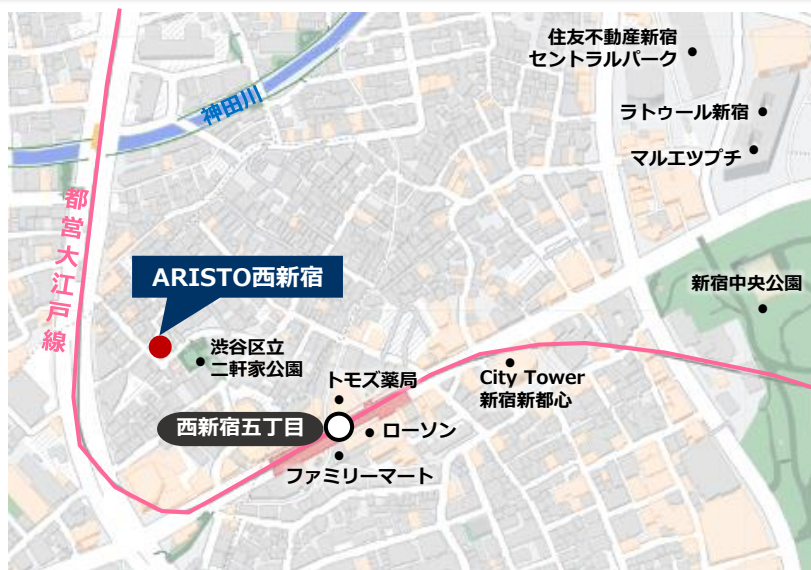 住友不動産新宿
セントラルパーク
神田川
ラトゥール新宿
マルエツプチ
都営大江戸線
ARISTO西新宿
新宿中央公園
渋谷区立
二軒家公園
トモズ薬局
City Tower
新宿新都心
西新宿五丁目
ローソン
ファミリーマート